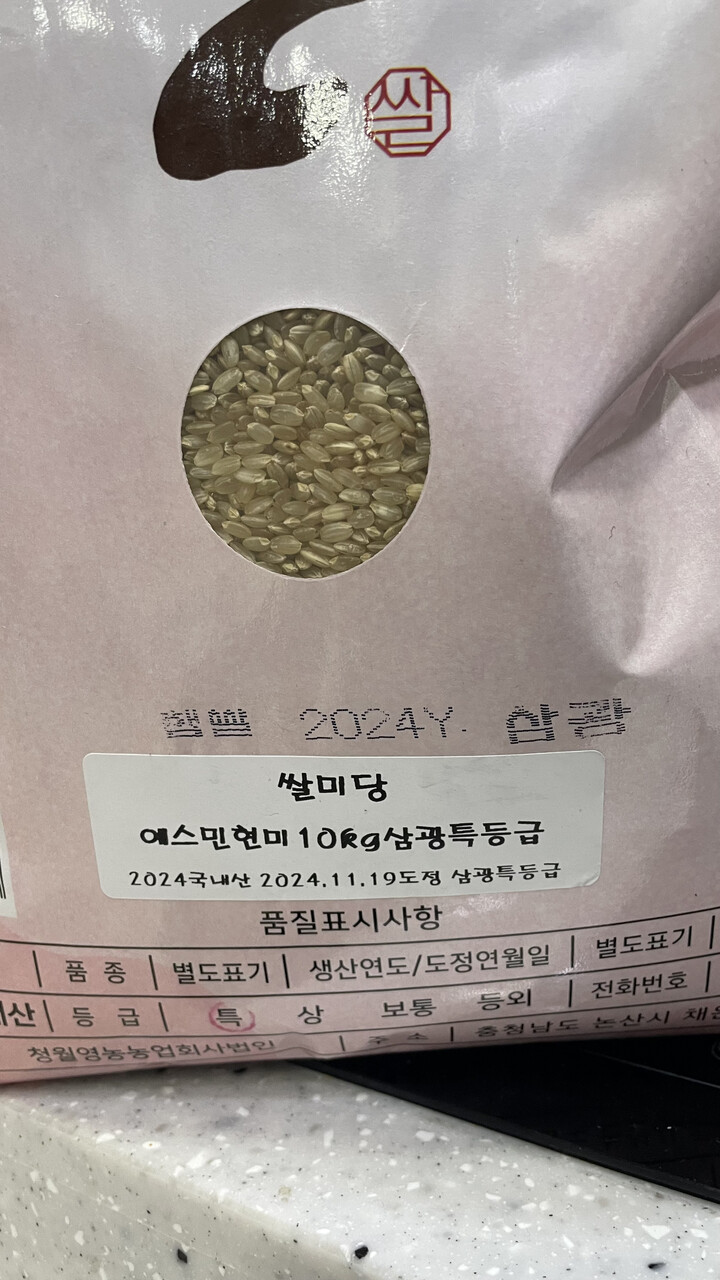 쌀
햅쌀 2024Y. 삼광
쌀미당
에스민현미10kg삼광특등급
2024국내산 2024.11.19도정 삼광특등급
품질표시사항
품 종 별도표기 생산연도/도정연월일 별도표기
산 등 급 특 상 보통 등외 전화번호
청월영농농업회사법인 주 소 충청남도 논산시 채운